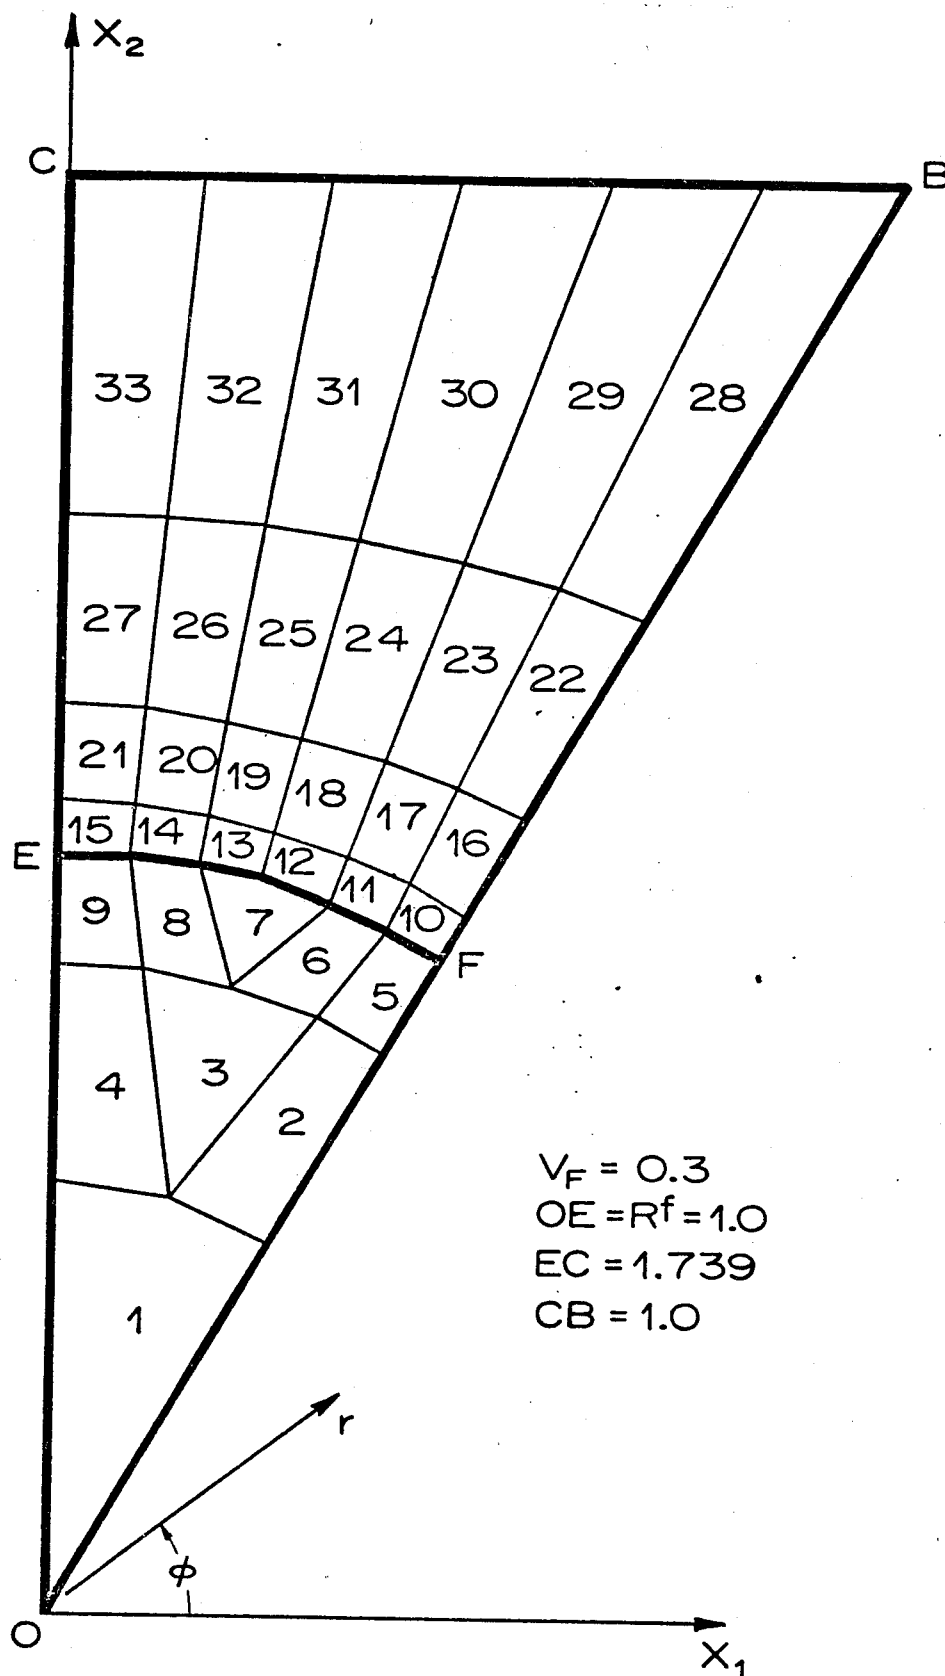 X₂
C
B
33 32 31 30 29 28
27 26 25 24 23 22
21 20 19 18 17 16
15 14 13 12 11 10
E
F
9 8 7 6 5
4 3 2
V_F = 0.3
OE = R^f = 1.0
EC = 1.739
CB = 1.0
1
r
φ
O
X₁